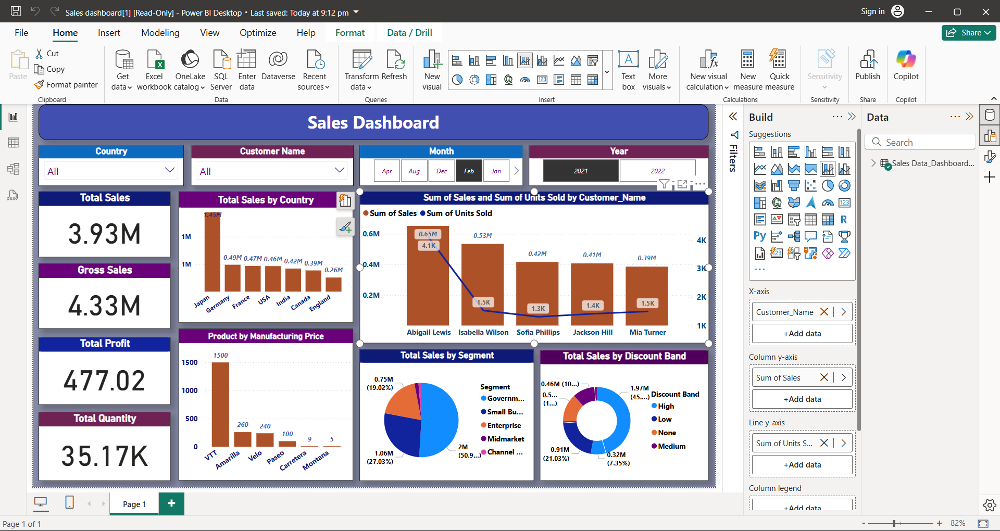 Sales dashboard[1] [Read-Only] - Power BI Desktop • Last saved: Today at 9:12 pm
Sign in
File
Home
Insert
Modeling
View
Optimize
Help
Format
Data / Drill
Share
Paste
Cut
Copy
Format painter
Clipboard
Get
data
Excel
workbook
OneLake
catalog
SQL
Server
Enter
data
Dataverse
Recent
sources
Data
Transform
data
Refresh
Queries
New
visual
Text
box
More
visuals
Insert
New visual
calculation
New
measure
Quick
measure
Calculations
Sensitivity
Sensitivity
Publish
Share
Copilot
Copilot
Sales Dashboard
Country
All
Customer Name
All
Month
Apr
Aug
Dec
Feb
Jan
Year
2021
2022
Total Sales
3.93M
Gross Sales
4.33M
Total Profit
477.02
Total Quantity
35.17K
Total Sales by Country
1M
1M
1.45M
0.49M
0.47M
0.46M
0.42M
0.39M
0.26M
Japan
Germany
France
USA
India
Canada
England
Product by Manufacturing Price
1500
1000
500
0
1500
260
240
100
9
5
VTT
Amarilla
Velo
Paseo
Carretera
Montana
Sum of Sales and Sum of Units Sold by Customer_Name
Sum of Sales
Sum of Units Sold
0.6M
0.4M
0.2M
0.65M
4.1K
0.53M
0.42M
0.41M
0.39M
1.5K
1.3K
1.4K
1.5K
4K
3K
2K
1K
Abigail Lewis
Isabella Wilson
Sofia Phillips
Jackson Hill
Mia Turner
Total Sales by Segment
0.75M
(19.02%)
1.06M
(27.03%)
2M
(50.9...)
Segment
Governm...
Small Bu...
Enterprise
Midmarket
Channel ...
Total Sales by Discount Band
0.46M (10...)
0.5...
(1...)
0.91M
(21.03%)
0.32M
(7.35%)
1.97M
(45....)
Discount Band
High
Low
None
Medium
Filters
Build
Suggestions
123
R
Py
123
X-axis
Customer_Name
+Add data
Column y-axis
Sum of Sales
+Add data
Line y-axis
Sum of Units S...
+Add data
Column legend
+Add data
Data
Search
Sales Data_Dashboard...
DAX
Page 1
Page 1 of 1
82%